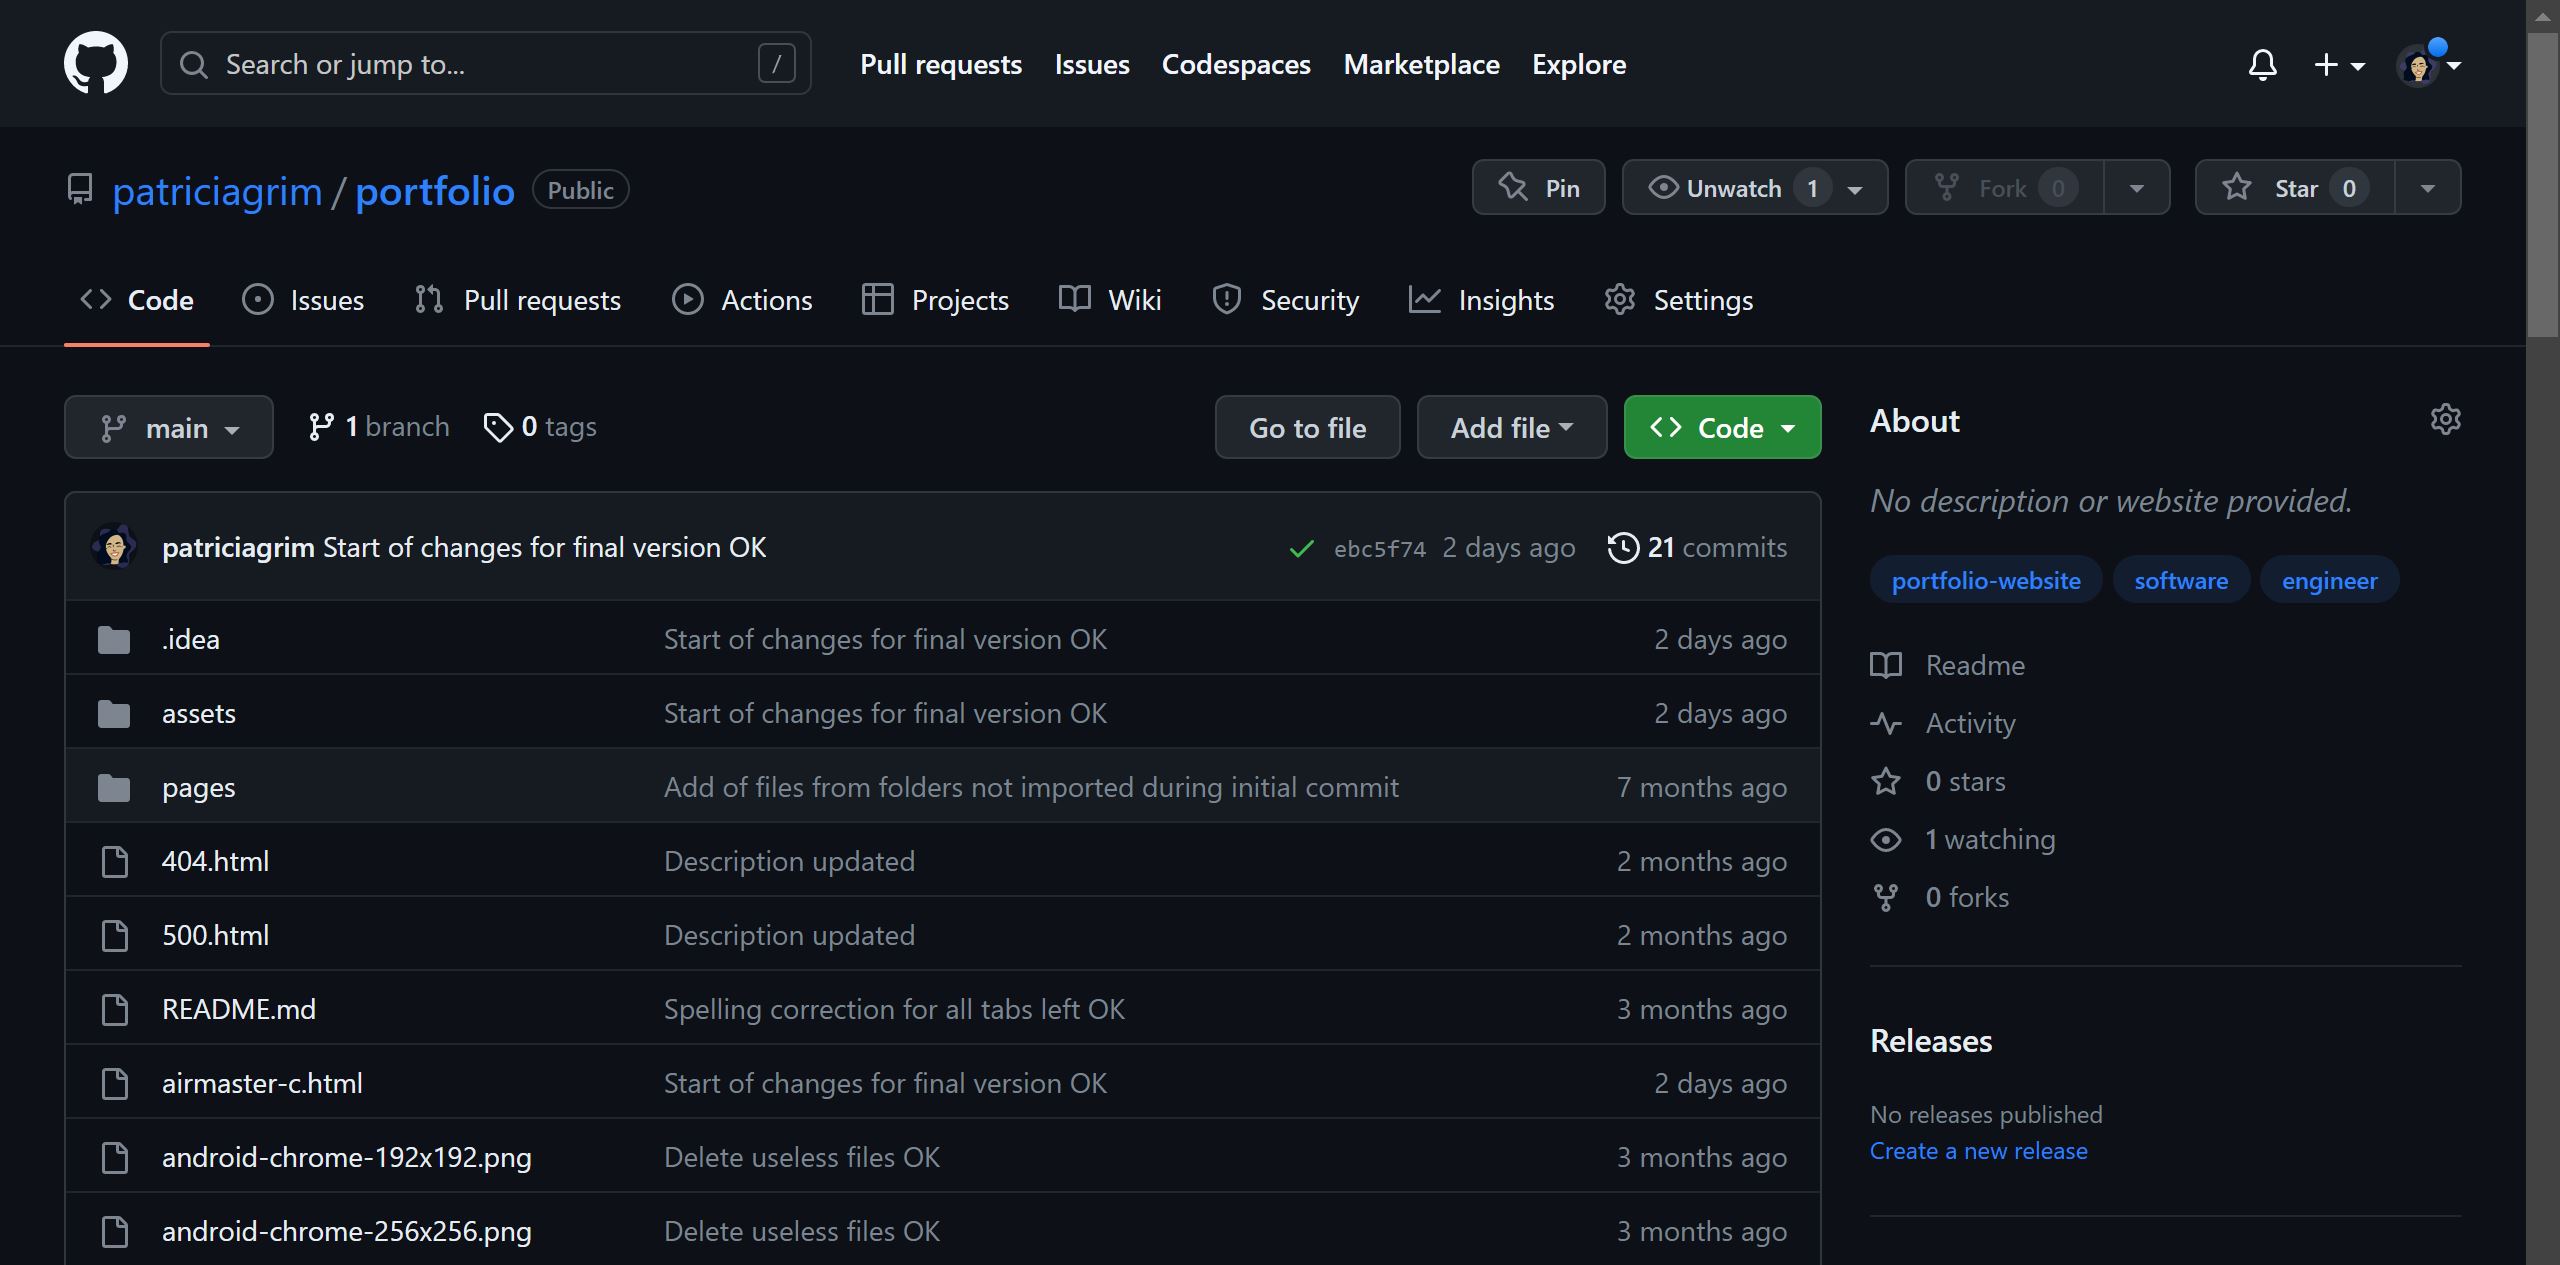 Search or jump to... /
Pull requests Issues Codespaces Marketplace Explore
patriciagrim / portfolio Public
Pin Unwatch 1 Fork 0 Star 0
Code Issues Pull requests Actions Projects Wiki Security Insights Settings
main 1 branch 0 tags Go to file Add file Code
patriciagrim Start of changes for final version OK ebc5f74 2 days ago 21 commits
.idea Start of changes for final version OK 2 days ago
assets Start of changes for final version OK 2 days ago
pages Add of files from folders not imported during initial commit 7 months ago
404.html Description updated 2 months ago
500.html Description updated 2 months ago
README.md Spelling correction for all tabs left OK 3 months ago
airmaster-c.html Start of changes for final version OK 2 days ago
android-chrome-192x192.png Delete useless files OK 3 months ago
android-chrome-256x256.png Delete useless files OK 3 months ago
About
No description or website provided.
portfolio-website software engineer
Readme
Activity
0 stars
1 watching
0 forks
Releases
No releases published
Create a new release